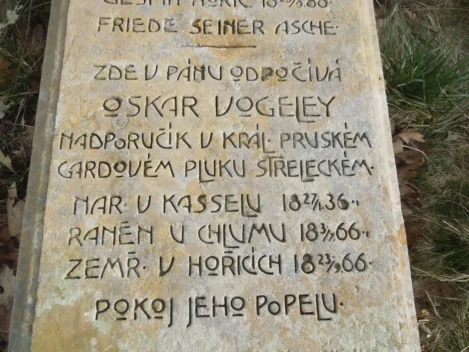 FRIEDE SEINER ASCHE.
ZDE V PÁNU ODPOČÍVÁ
OSKAR VOGELEY
NADPORUČÍK V KRÁL. PRUSKÉM
GARDOVÉM PLUKU STŘELECKÉM.
NAR. V KASSELU 18 27/1. 36.
RANĚN U CHLUMU 18 3/7. 66.
ZEMŘ. V HOŘICÍCH 18 23/9. 66.
POKOJ JEHO POPELU.